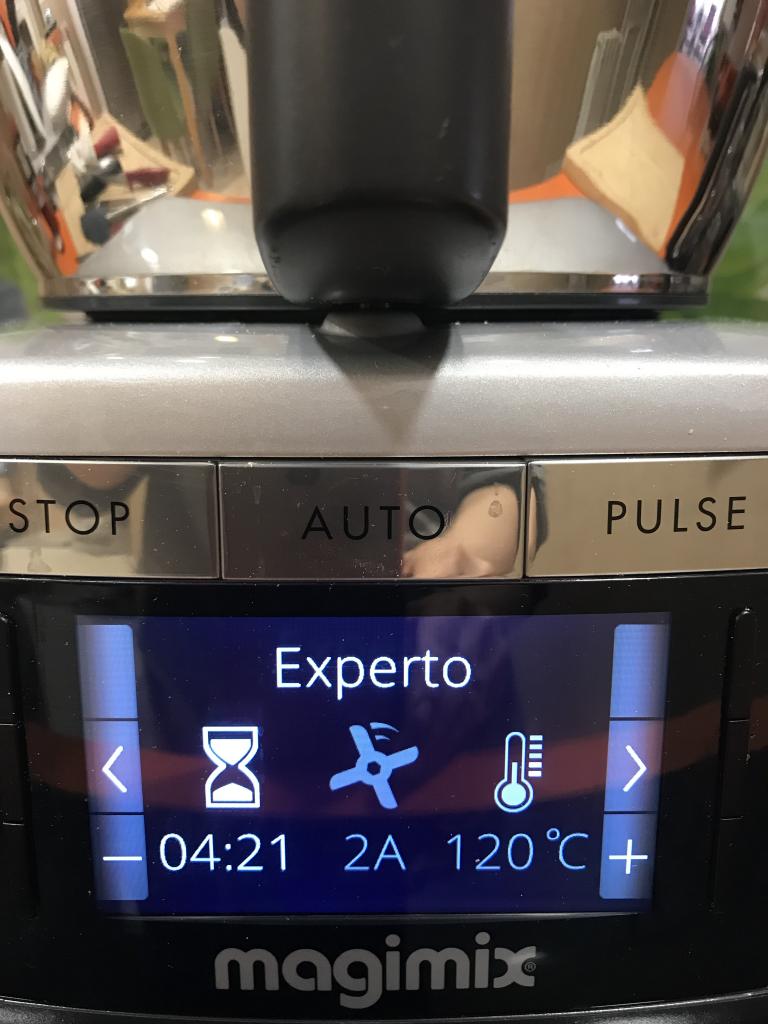 STOP AUTO PULSE
Experto
< >
− 04:21 2A 120°C +
magimix®